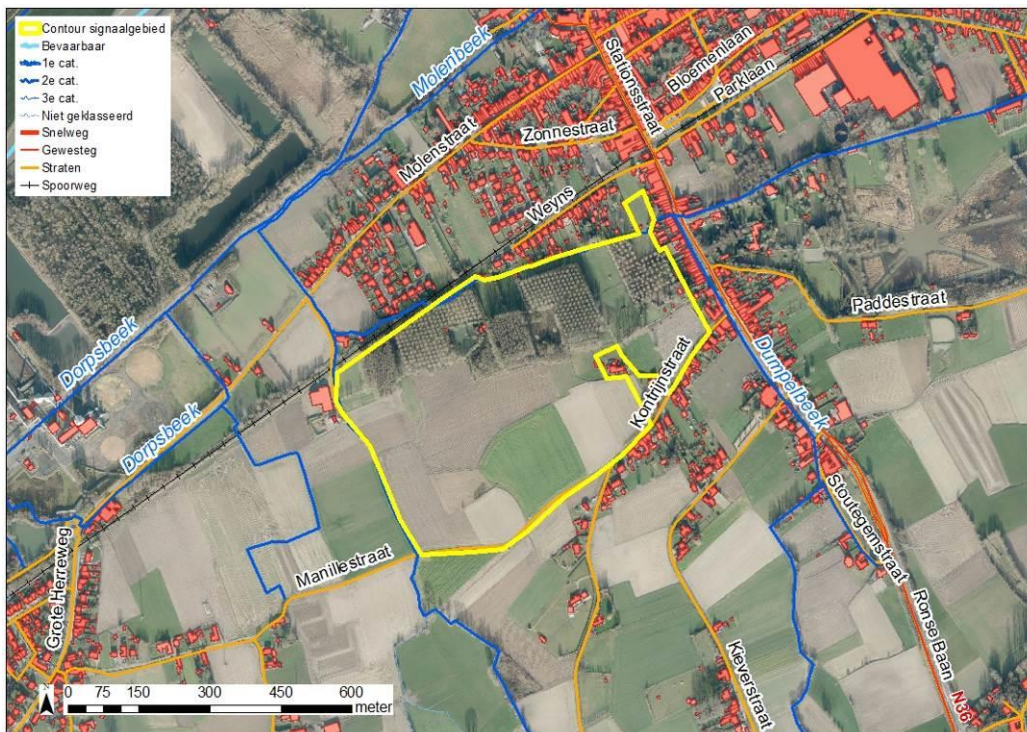 Contour signaalgebied
Bevaarbaar
1e cat.
2e cat.
3e cat.
Niet geklasseerd
Snelweg
Gewesteg
Straten
Spoorweg
Molenbeek
Stationsstraat
Bloemenlaan
Parklaan
Molenstraat
Zonnestraat
Weyns
Paddestraat
Dorpsbeek
Dumpelbeek
Kontrijnstraat
Dorpsbeek
Stoutegemstraat
Manillestraat
Grote Herreweg
Ronse Baan
Kieverstraat
N36
0 75 150 300 450 600
meter